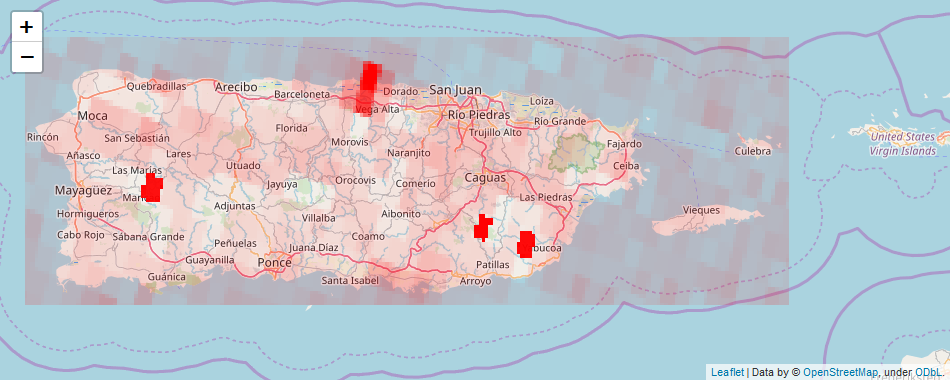 +
−
Quebradillas
Arecibo
Barceloneta
Dorado
San Juan
Moca
Vega Alta
Loíza
Río Piedras
Río Grande
Rincón
San Sebastián
Florida
Trujillo Alto
Morovis
Fajardo
United States
Virgin Islands
Añasco
Lares
Naranjito
Culebra
Las Marías
Utuado
Ceiba
Mayagüez
Jayuya
Orocovis
Comerio
Caguas
Las Piedras
Hormigueros
Adjuntas
Villalba
Aibonito
Vieques
Cabo Rojo
Sábana Grande
Peñuelas
Juana Díaz
Coamo
Guayanilla
Ponce
Patillas
Guánica
Santa Isabel
Arroyo
Leaflet | Data by © OpenStreetMap, under ODbL.